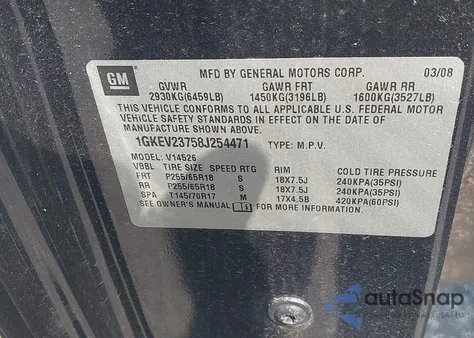 GM
MFD BY GENERAL MOTORS CORP. 03/08
GVWR GAWR FRT GAWR RR
2930KG(6459LB) 1450KG(3196LB) 1600KG(3527LB)
THIS VEHICLE CONFORMS TO ALL APPLICABLE U.S. FEDERAL MOTOR
VEHICLE SAFETY STANDARDS IN EFFECT ON THE DATE OF
MANUFACTURE SHOWN ABOVE.
1GKEV23758J254471 TYPE: M.P.V.
MODEL: V14526
VBBL TIRE SIZE SPEED RTG RIM COLD TIRE PRESSURE
FRT P255/65R18 S 18X7.5J 240KPA(35PSI)
RR P255/65R18 S 18X7.5J 240KPA(35PSI)
SPA T145/70R17 M 17X4.5B 420KPA(60PSI)
SEE OWNER'S MANUAL FOR MORE INFORMATION.
autoSnap